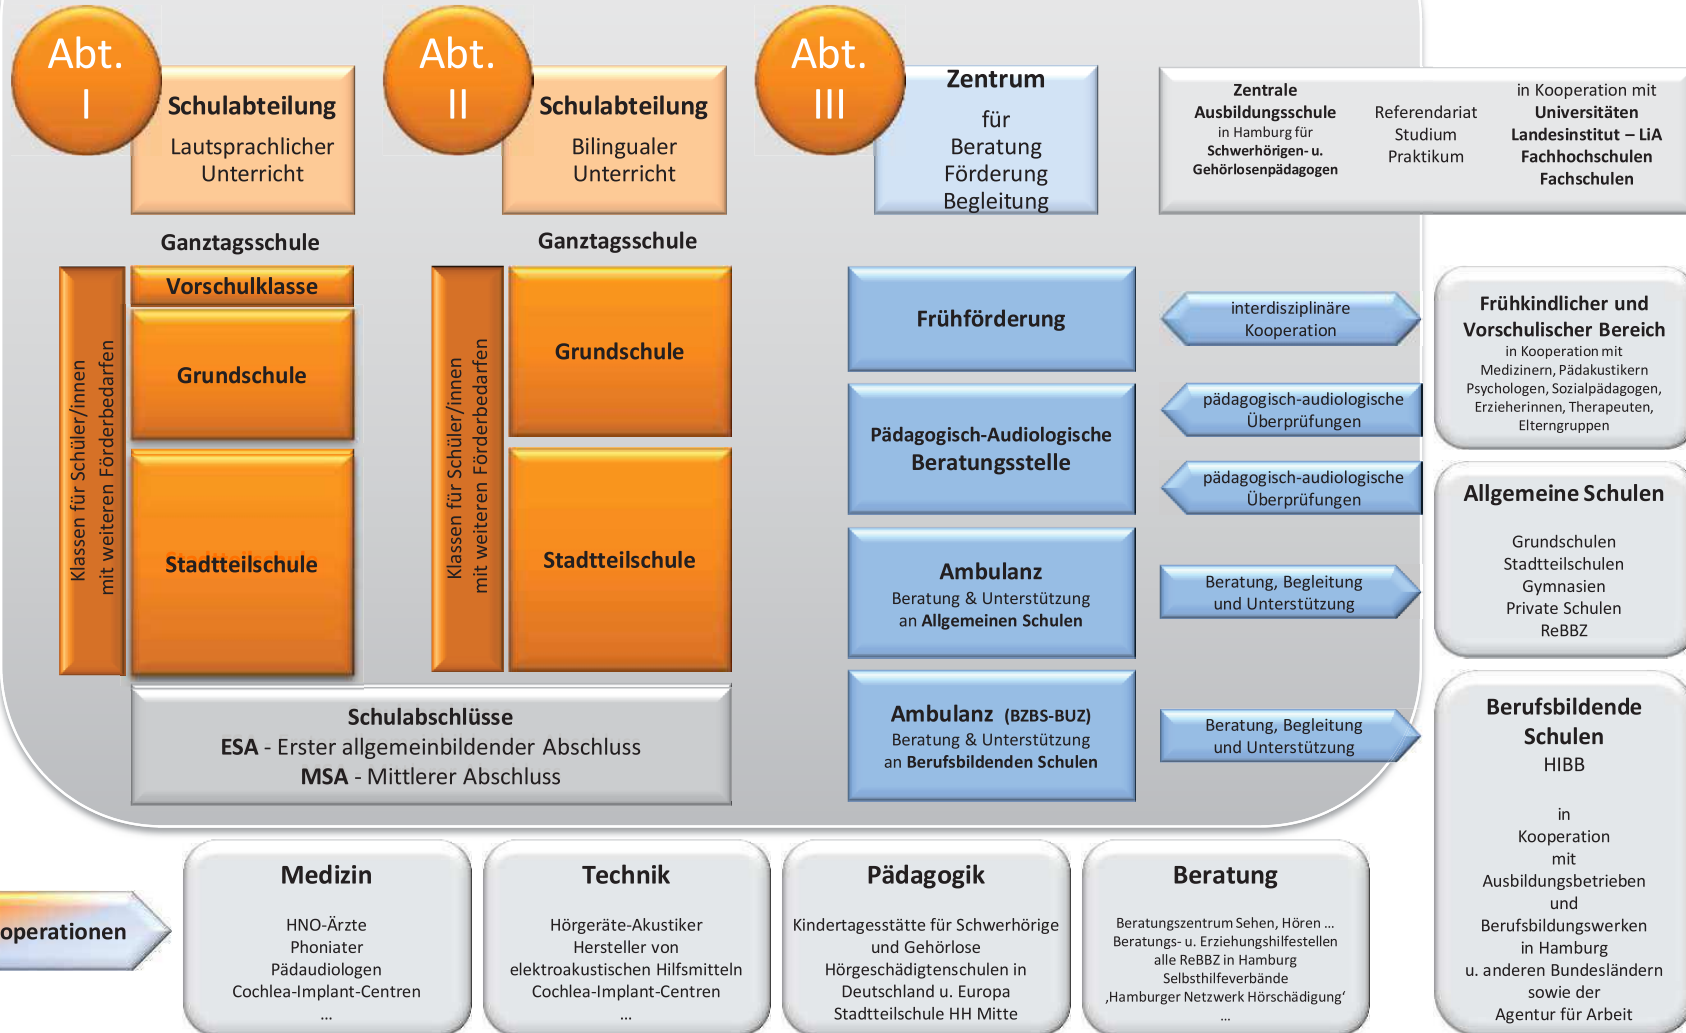 Abt.
I
Schulabteilung
Lautsprachlicher
Unterricht
Ganztagsschule
Klassen für Schüler/innen
mit weiteren Förderbedarfen
Vorschulklasse
Grundschule
Stadtteilschule
Abt.
II
Schulabteilung
Bilingualer
Unterricht
Ganztagsschule
Klassen für Schüler/innen
mit weiteren Förderbedarfen
Grundschule
Stadtteilschule
Schulabschlüsse
ESA - Erster allgemeinbildender Abschluss
MSA - Mittlerer Abschluss
Abt.
III
Zentrum
für
Beratung
Förderung
Begleitung
Frühförderung
Pädagogisch-Audiologische
Beratungsstelle
Ambulanz
Beratung & Unterstützung
an Allgemeinen Schulen
Ambulanz (BZBS-BUZ)
Beratung & Unterstützung
an Berufsbildenden Schulen
Zentrale
Ausbildungsschule
in Hamburg für
Schwerhörigen- u.
Gehörlosenpädagogen
Referendariat
Studium
Praktikum
in Kooperation mit
Universitäten
Landesinstitut – LiA
Fachhochschulen
Fachschulen
interdisziplinäre
Kooperation
pädagogisch-audiologische
Überprüfungen
pädagogisch-audiologische
Überprüfungen
Beratung, Begleitung
und Unterstützung
Beratung, Begleitung
und Unterstützung
Frühkindlicher und
Vorschulischer Bereich
in Kooperation mit
Medizinern, Pädakustikern
Psychologen, Sozialpädagogen,
Erzieherinnen, Therapeuten,
Elterngruppen
Allgemeine Schulen
Grundschulen
Stadtteilschulen
Gymnasien
Private Schulen
ReBBZ
Berufsbildende
Schulen
HIBB
in
Kooperation
mit
Ausbildungsbetrieben
und
Berufsbildungswerken
in Hamburg
u. anderen Bundesländern
sowie der
Agentur für Arbeit
operationen
Medizin
HNO-Ärzte
Phoniater
Pädaudiologen
Cochlea-Implant-Centren
...
Technik
Hörgeräte-Akustiker
Hersteller von
elektroakustischen Hilfsmitteln
Cochlea-Implant-Centren
...
Pädagogik
Kindertagesstätte für Schwerhörige
und Gehörlose
Hörgeschädigtenschulen in
Deutschland u. Europa
Stadtteilschule HH Mitte
Beratung
Beratungszentrum Sehen, Hören ...
Beratungs- u. Erziehungshilfestellen
alle ReBBZ in Hamburg
Selbsthilfeverbände
‚Hamburger Netzwerk Hörschädigung‘
...